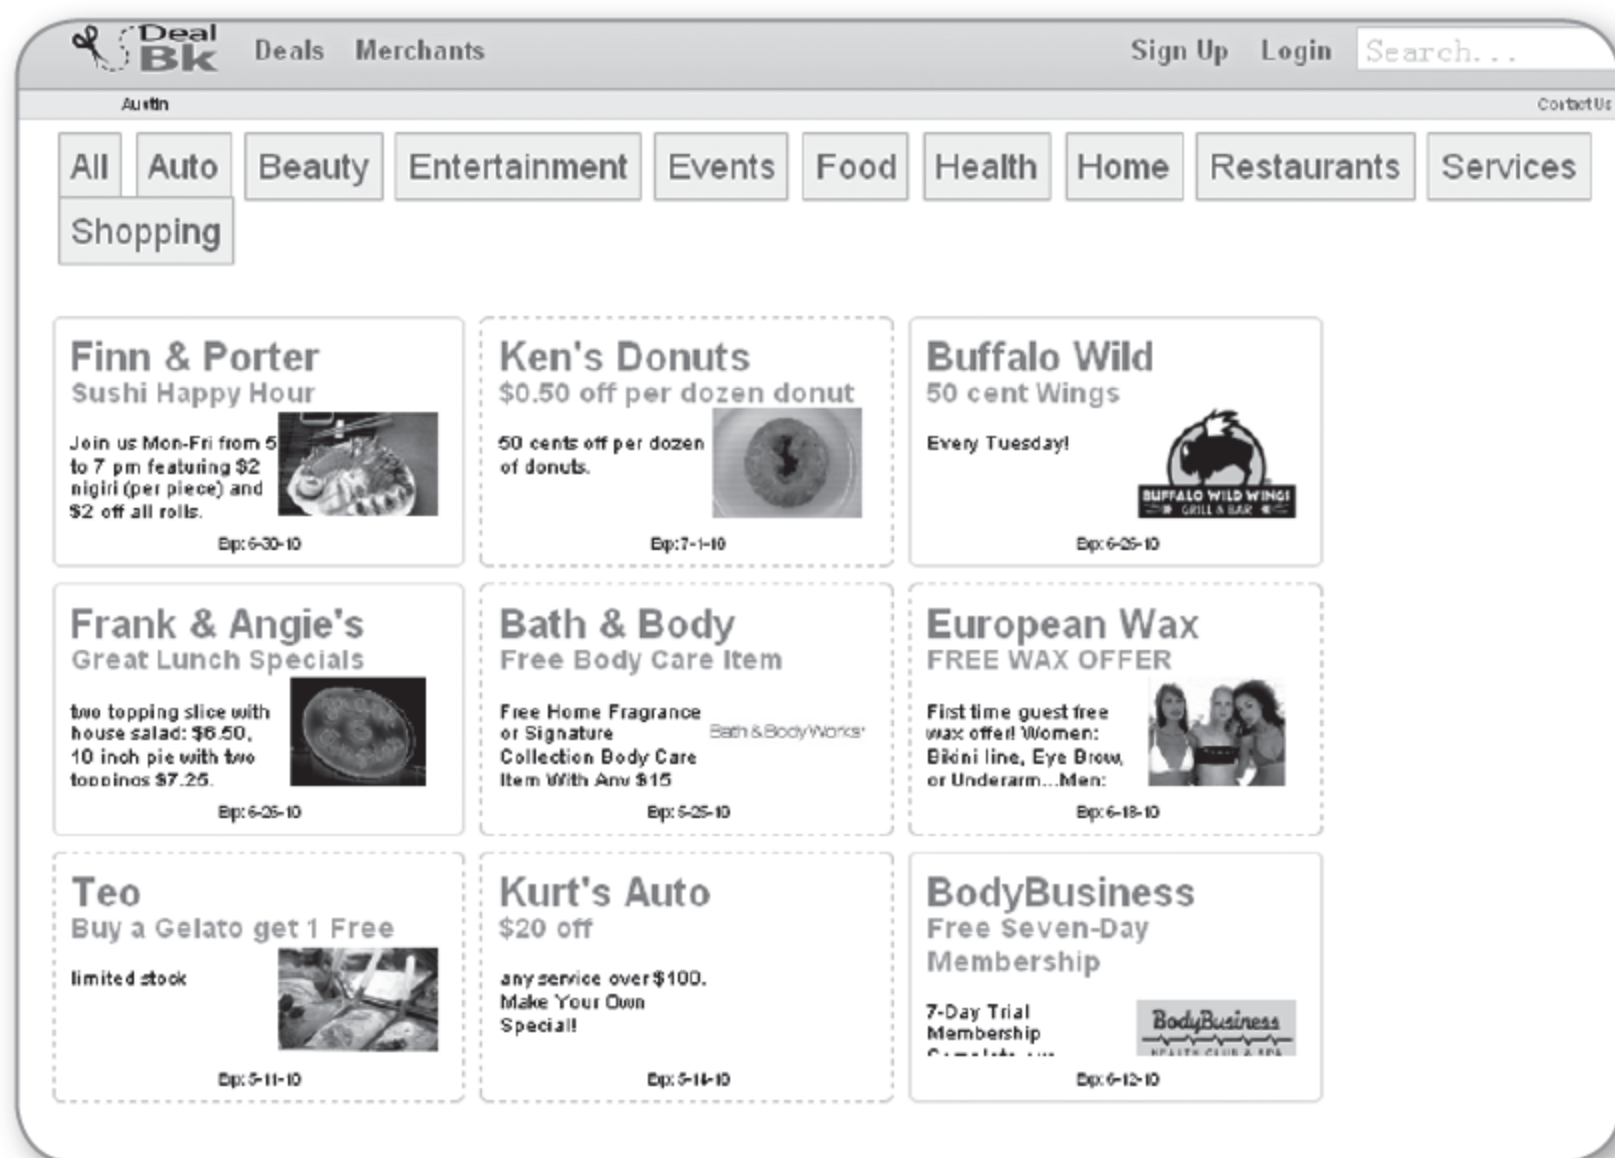 Deal
Bk
Deals Merchants Sign Up Login Search...
Austin Contact Us
All Auto Beauty Entertainment Events Food Health Home Restaurants Services
Shopping
Finn & Porter
Sushi Happy Hour
Join us Mon-Fri from 5
to 7 pm featuring $2
nigiri (per piece) and
$2 off all rolls.
Exp: 6-30-10
Ken's Donuts
$0.50 off per dozen donut
50 cents off per dozen
of donuts.
Exp: 7-1-10
Buffalo Wild
50 cent Wings
Every Tuesday!
BUFFALO WILD WINGS
GRILL & BAR
Exp: 6-26-10
Frank & Angie's
Great Lunch Specials
two topping slice with
house salad: $6.50,
10 inch pie with two
toppings $7.25.
Exp: 6-26-10
Bath & Body
Free Body Care Item
Free Home Fragrance
or Signature
Collection Body Care
Item With Any $15
Bath & Body Works
Exp: 5-25-10
European Wax
FREE WAX OFFER
First time guest free
wax offer! Women:
Bikini line, Eye Brow,
or Underarm...Men:
Exp: 6-18-10
Teo
Buy a Gelato get 1 Free
limited stock
Exp: 5-11-10
Kurt's Auto
$20 off
any service over $100.
Make Your Own
Special!
Exp: 5-14-10
BodyBusiness
Free Seven-Day
Membership
7-Day Trial
Membership
BodyBusiness
HEALTH CLUB & SPA
Exp: 6-12-10